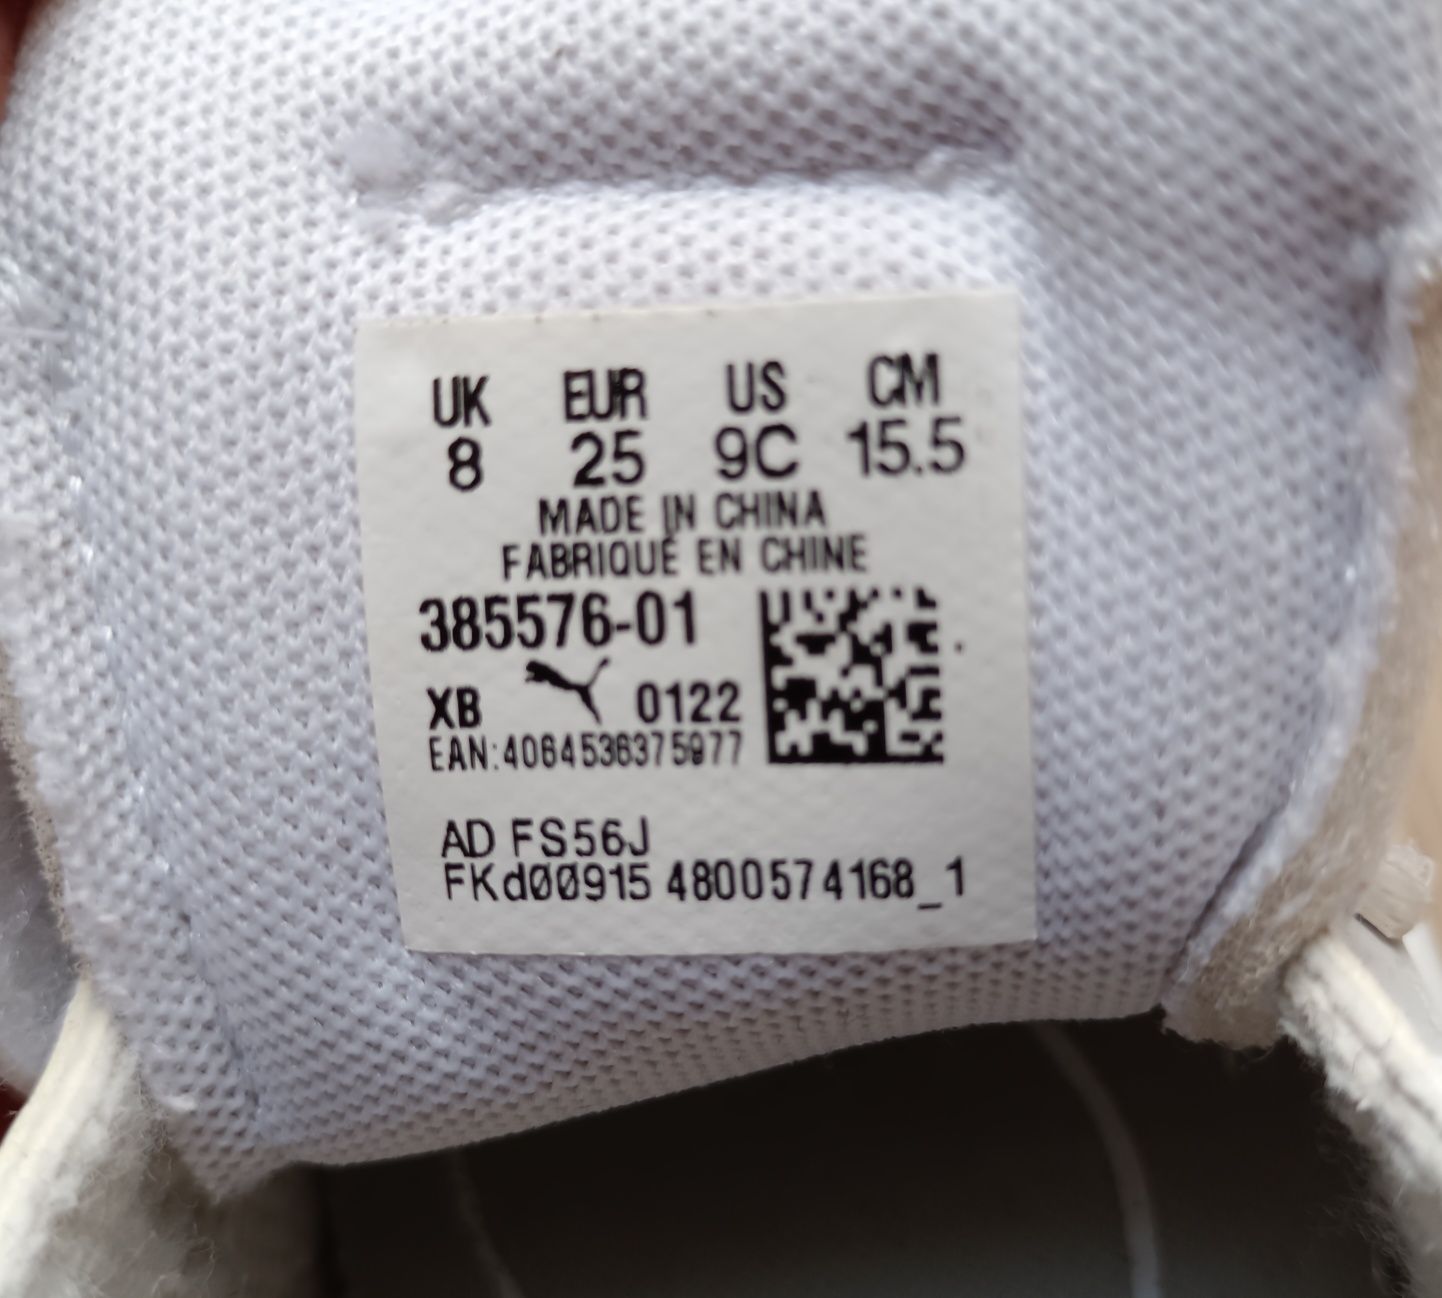 UK EUR US CM
8 25 9C 15.5
MADE IN CHINA
FABRIQUÉ EN CHINE
385576-01
XB 0122
EAN:4064536375977
AD FS56J
FKd00915 4800574168_1